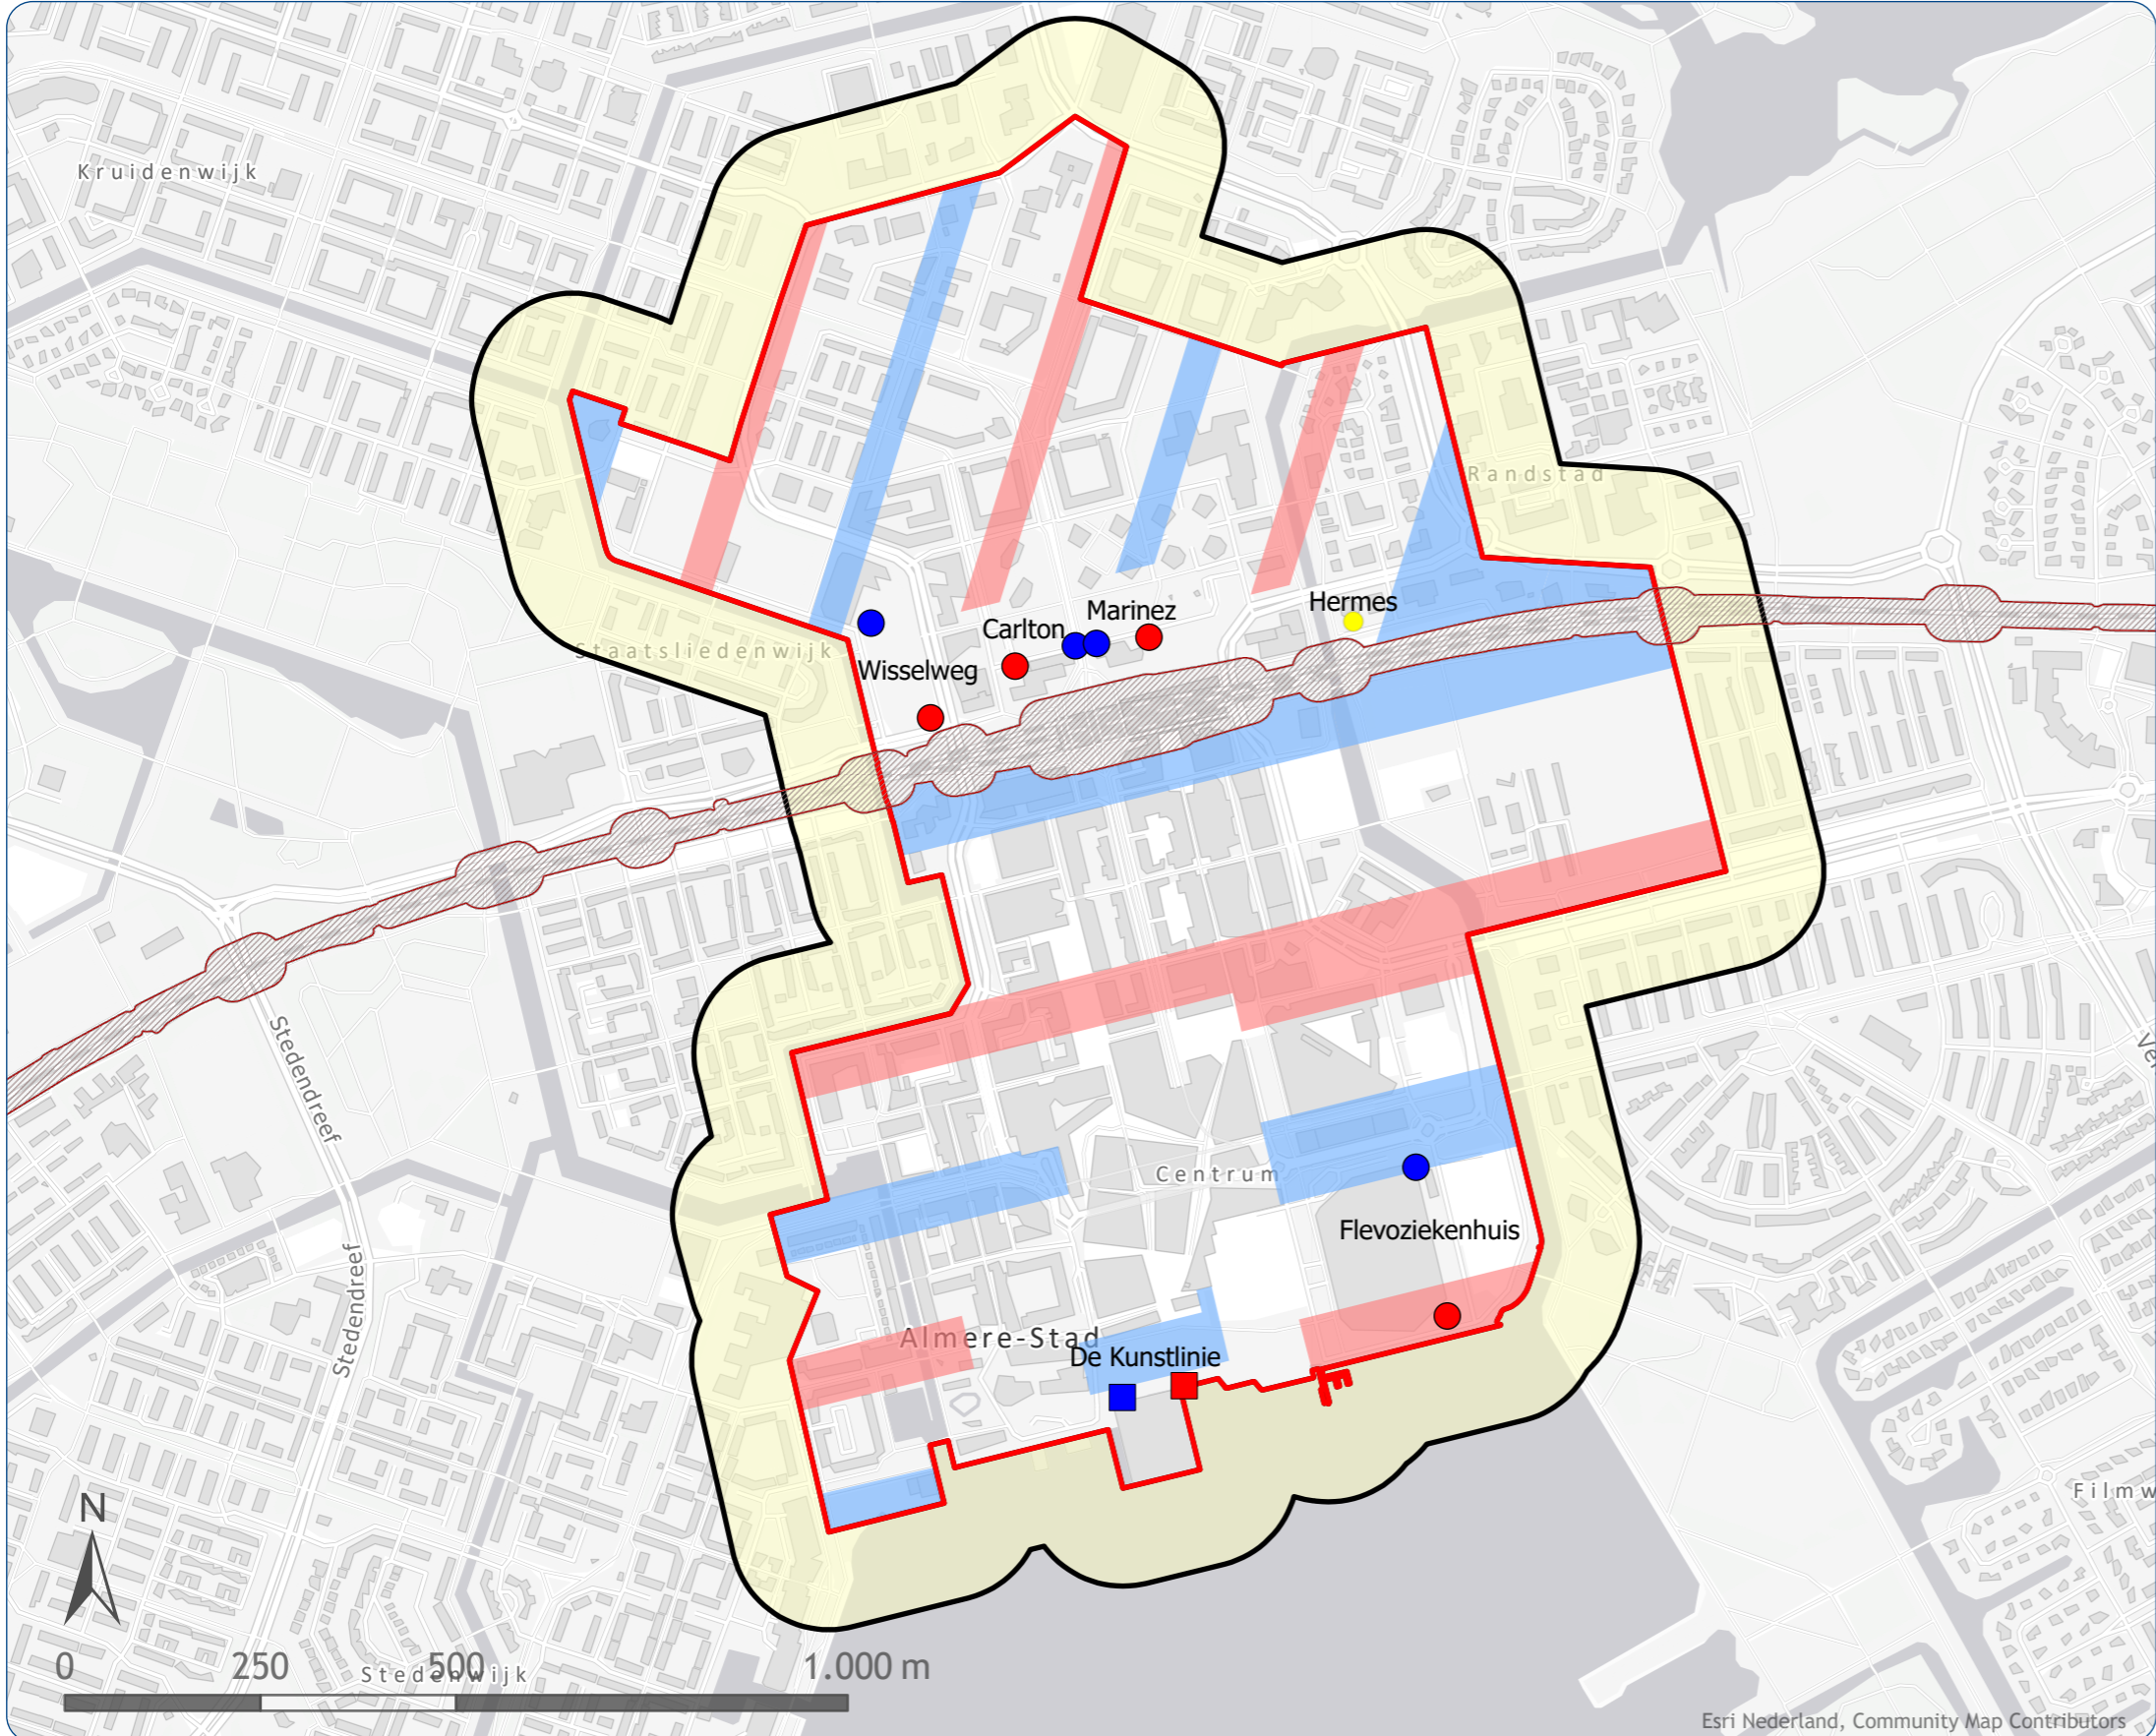 Kruidenwijk
Randstad
Hermes
Marinez
Carlton
Staatsliedenwijk
Wisselweg
Stedendreef
Centrum
Flevoziekenhuis
Stedendreef
Almere-Stad
De Kunstlinie
N
0
250
500
1.000 m
Stedenwijk
Esri Nederland, Community Map Contributors